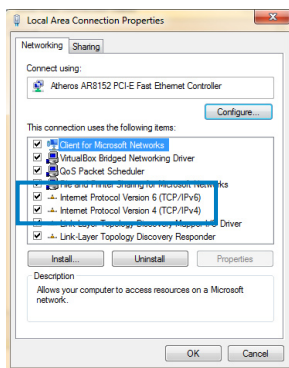 Local Area Connection Properties
Networking
Sharing
Connect using:
Atheros AR8152 PCI-E Fast Ethernet Controller
Configure...
This connection uses the following items:
Client for Microsoft Networks
VirtualBox Bridged Networking Driver
QoS Packet Scheduler
File and Printer Sharing for Microsoft Networks
Internet Protocol Version 6 (TCP/IPv6)
Internet Protocol Version 4 (TCP/IPv4)
Link-Layer Topology Discovery Mapper I/O Driver
Link-Layer Topology Discovery Responder
Install...
Uninstall
Properties
Description
Allows your computer to access resources on a Microsoft
network.
OK
Cancel